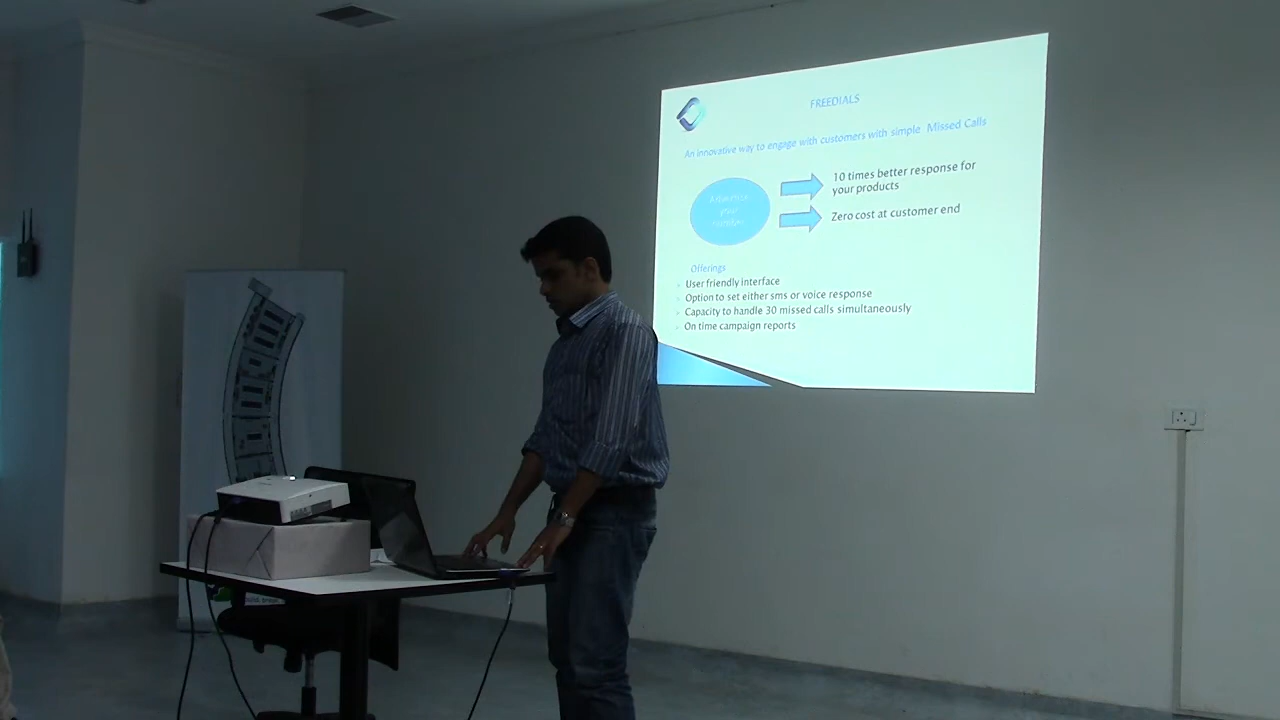 FREEDIALS
An innovative way to engage with customers with simple Missed Calls
your
10 times better response for
your products
Zero cost at customer end
Offerings
User friendly interface
Option to set either sms or voice response
Capacity to handle 30 missed calls simultaneously
On time campaign reports